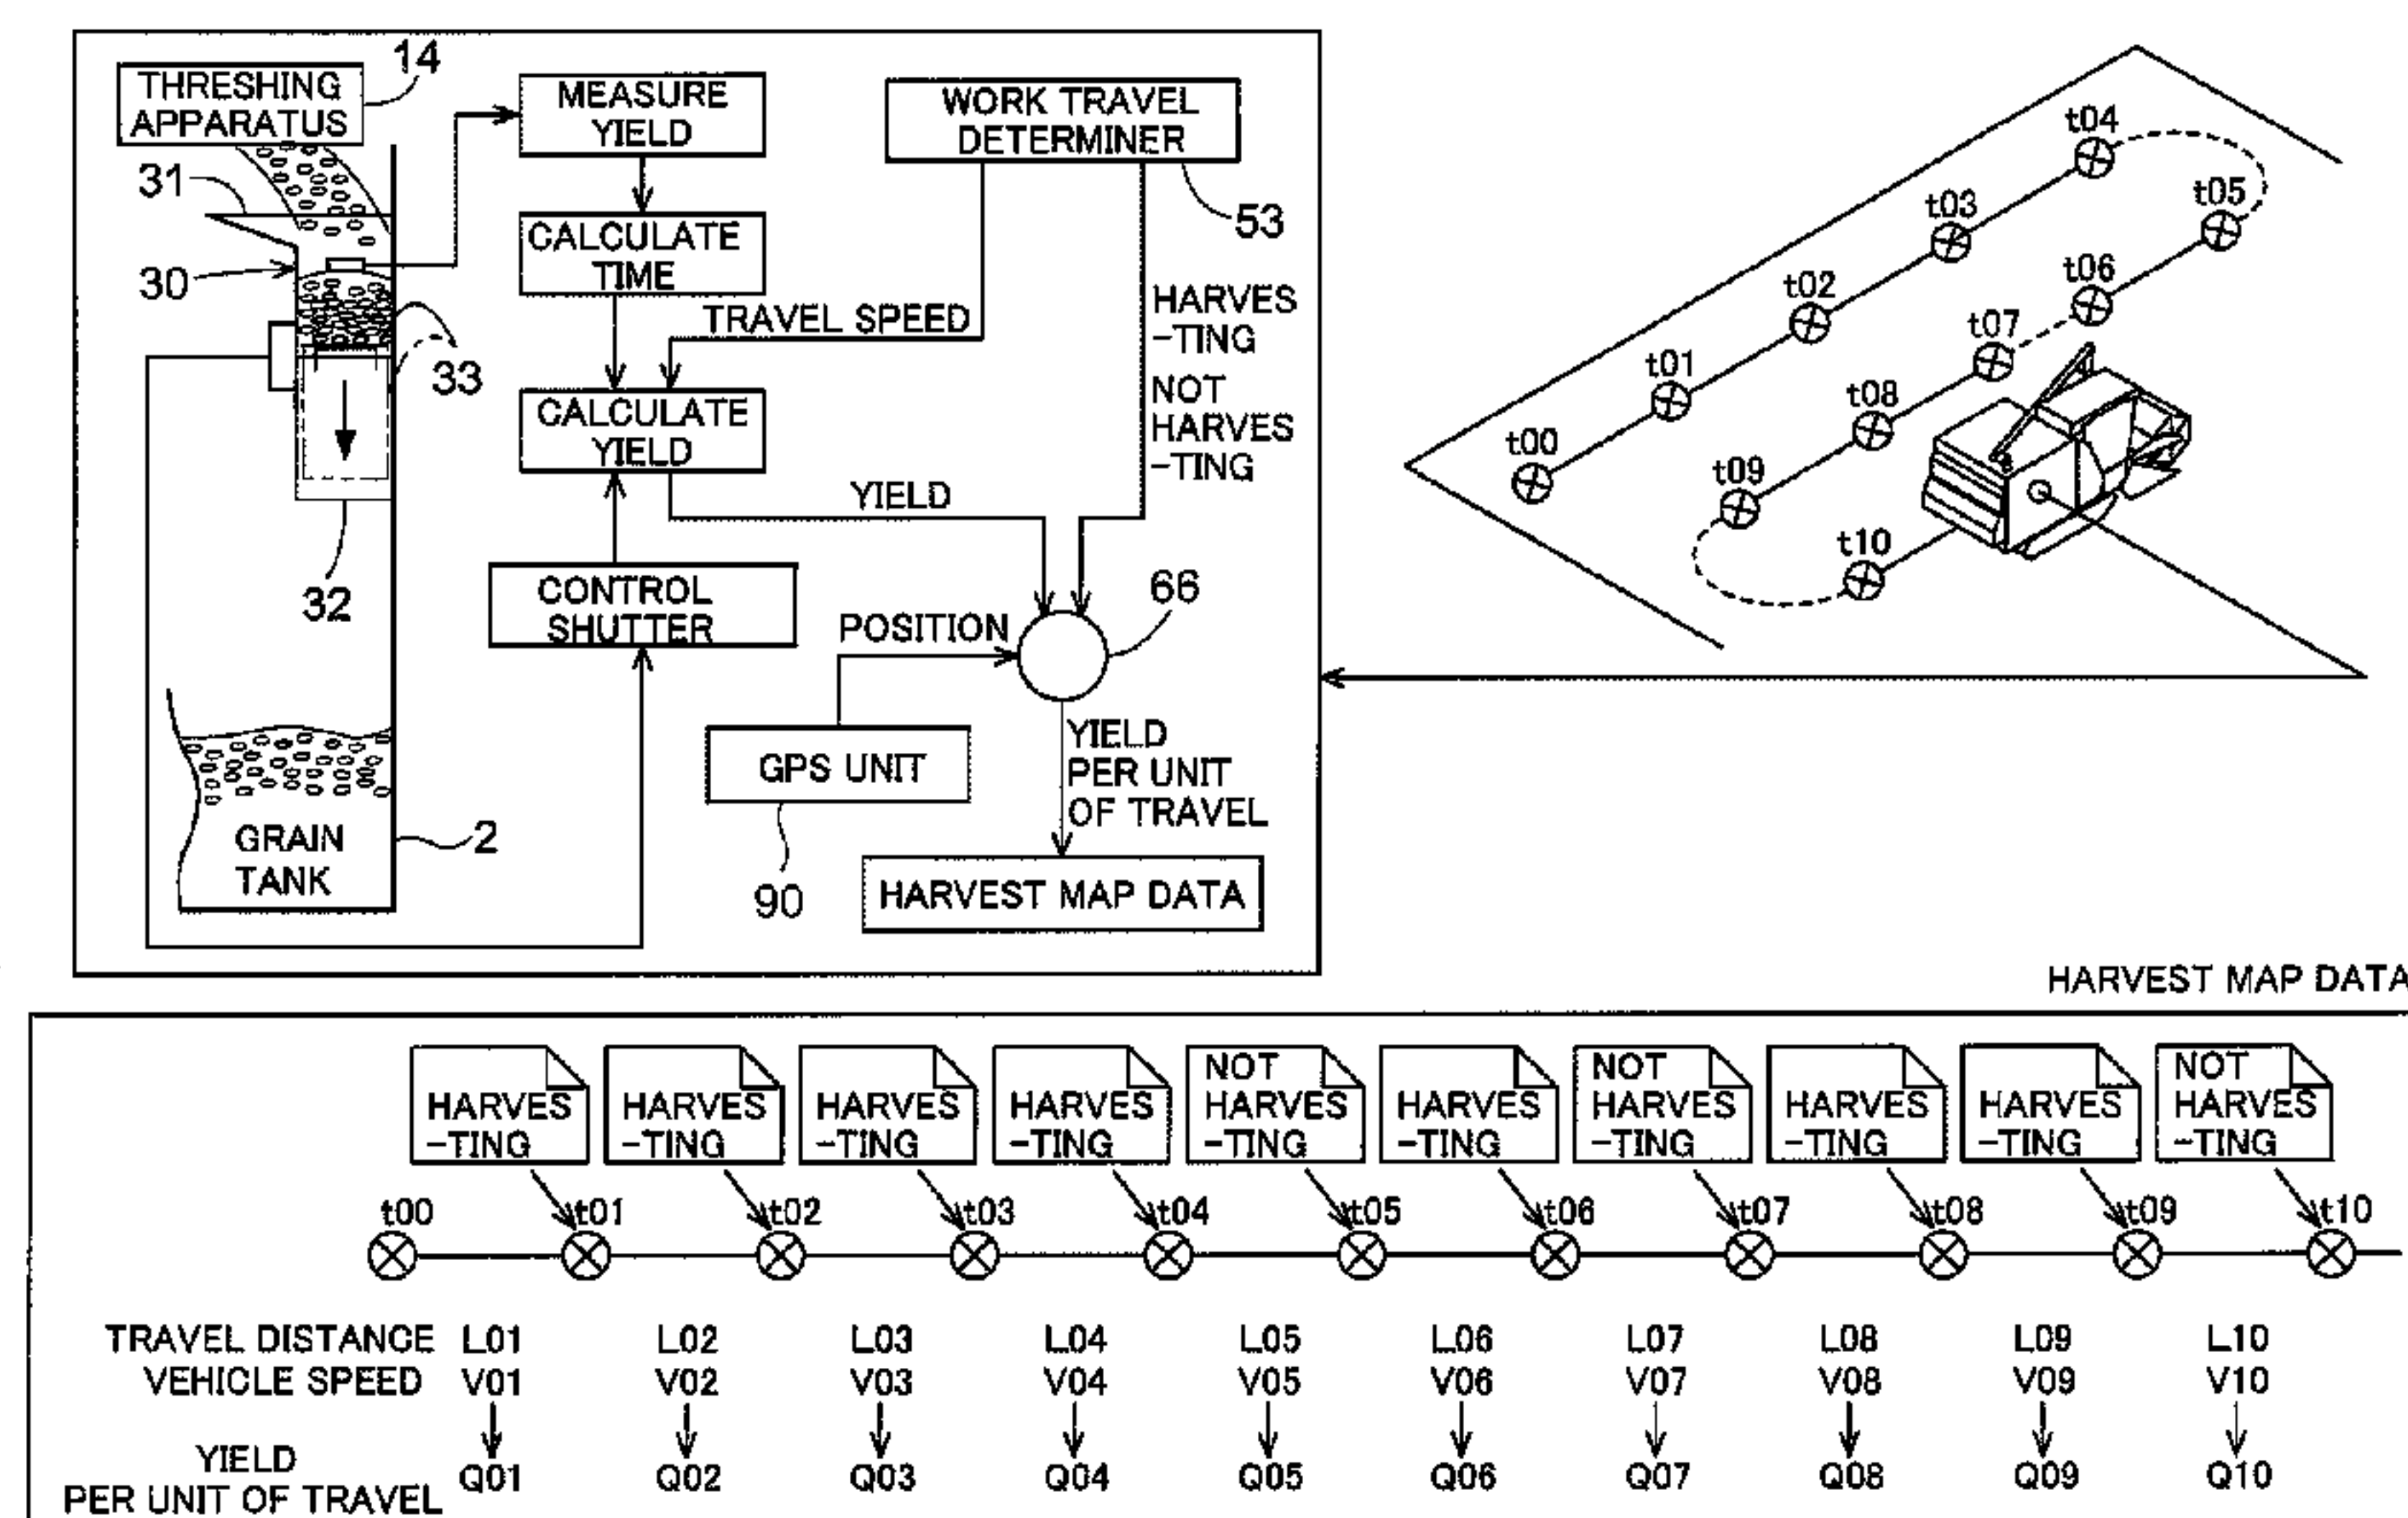 14
THRESHING
APPARATUS
MEASURE
YIELD
WORK TRAVEL
DETERMINER
31
53
30
CALCULATE
TIME
TRAVEL SPEED
HARVES
-TING
33
NOT
HARVES
-TING
CALCULATE
YIELD
YIELD
32
CONTROL
SHUTTER
POSITION
66
GPS UNIT
YIELD
PER UNIT
OF TRAVEL
GRAIN
TANK
2
90
HARVEST MAP DATA
t04
t05
t03
t06
t02
t07
t01
t08
t00
t09
t10
HARVEST MAP DATA
HARVES
-TING
HARVES
-TING
HARVES
-TING
HARVES
-TING
NOT
HARVES
-TING
HARVES
-TING
NOT
HARVES
-TING
HARVES
-TING
HARVES
-TING
NOT
HARVES
-TING
t00 t01 t02 t03 t04 t05 t06 t07 t08 t09 t10
TRAVEL DISTANCE L01 L02 L03 L04 L05 L06 L07 L08 L09 L10
VEHICLE SPEED V01 V02 V03 V04 V05 V06 V07 V08 V09 V10
YIELD
PER UNIT OF TRAVEL
Q01 Q02 Q03 Q04 Q05 Q06 Q07 Q08 Q09 Q10